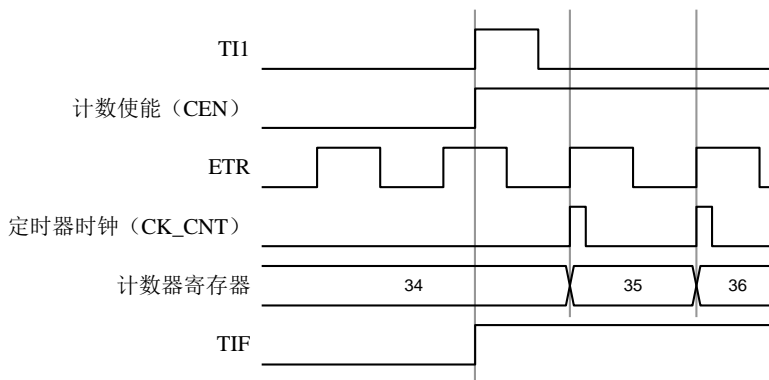 TI1
计数使能（CEN）
ETR
定时器时钟（CK_CNT）
计数器寄存器 34 35 36
TIF